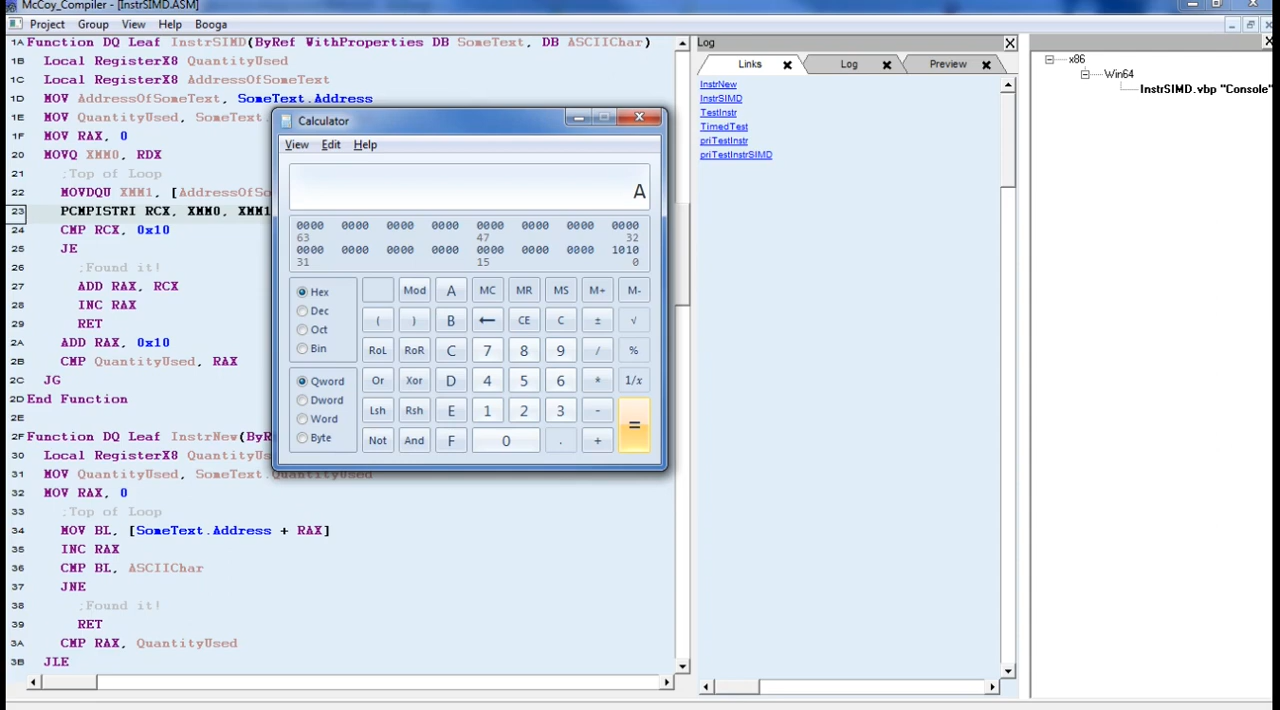 McCoy_Compiler - [InstrSIMD.ASM]
Project Group View Help Booga
1A Function DQ Leaf InstrSIMD(ByRef WithProperties DB SomeText, DB ASCIIChar)
1B Local RegisterX8 QuantityUsed
1C Local RegisterX8 AddressOfSomeText
1D MOV AddressOfSomeText, SomeText.Address
1E MOV QuantityUsed, SomeText.
1F MOV RAX, 0
20 MOVQ XMM0, RDX
21 ;Top of Loop
22 MOVDQU XMM1, [AddressOfSo
23 PCMPISTRI RCX, XMM0, XMM1
24 CMP RCX, 0x10
25 JE
26 ;Found it!
27 ADD RAX, RCX
28 INC RAX
29 RET
2A ADD RAX, 0x10
2B CMP QuantityUsed, RAX
2C JG
2D End Function
2E
2F Function DQ Leaf InstrNew(ByR
30 Local RegisterX8 QuantityUs
31 MOV QuantityUsed, SomeText.QuantityUsed
32 MOV RAX, 0
33 ;Top of Loop
34 MOV BL, [SomeText.Address + RAX]
35 INC RAX
36 CMP BL, ASCIIChar
37 JNE
38 ;Found it!
39 RET
3A CMP RAX, QuantityUsed
3B JLE
Calculator
View Edit Help
A
0000 0000 0000 0000 0000 0000 0000 0000
63 47 32
0000 0000 0000 0000 0000 0000 0000 1010
31 15 0
Hex
Dec
Oct
Bin
Qword
Dword
Word
Byte
Mod A MC MR MS M+ M-
( ) B ← CE C ± √
RoL RoR C 7 8 9 / %
Or Xor D 4 5 6 * 1/x
Lsh Rsh E 1 2 3 - =
Not And F 0 . +
Log
Links Log Preview
InstrNew
InstrSIMD
TestInstr
TimedTest
priTestInstr
priTestInstrSIMD
x86
Win64
InstrSIMD.vbp "Console"